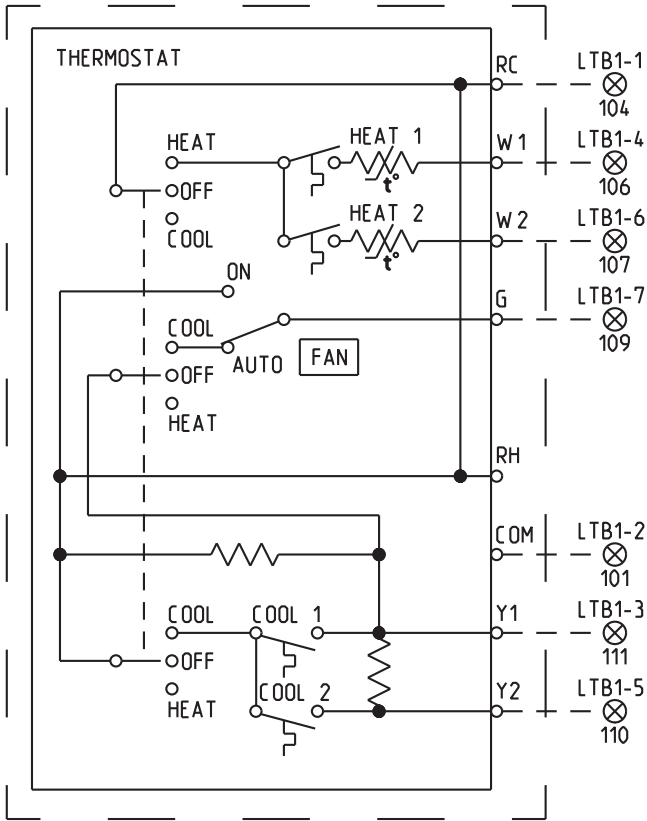 THERMOSTAT
RC
LTB1-1
104
HEAT
HEAT 1
W1
LTB1-4
106
OFF
t°
COOL
HEAT 2
W2
LTB1-6
107
t°
ON
G
LTB1-7
109
COOL
AUTO
FAN
OFF
HEAT
RH
COM
LTB1-2
101
COOL
COOL 1
Y1
LTB1-3
111
OFF
COOL 2
Y2
LTB1-5
110
HEAT